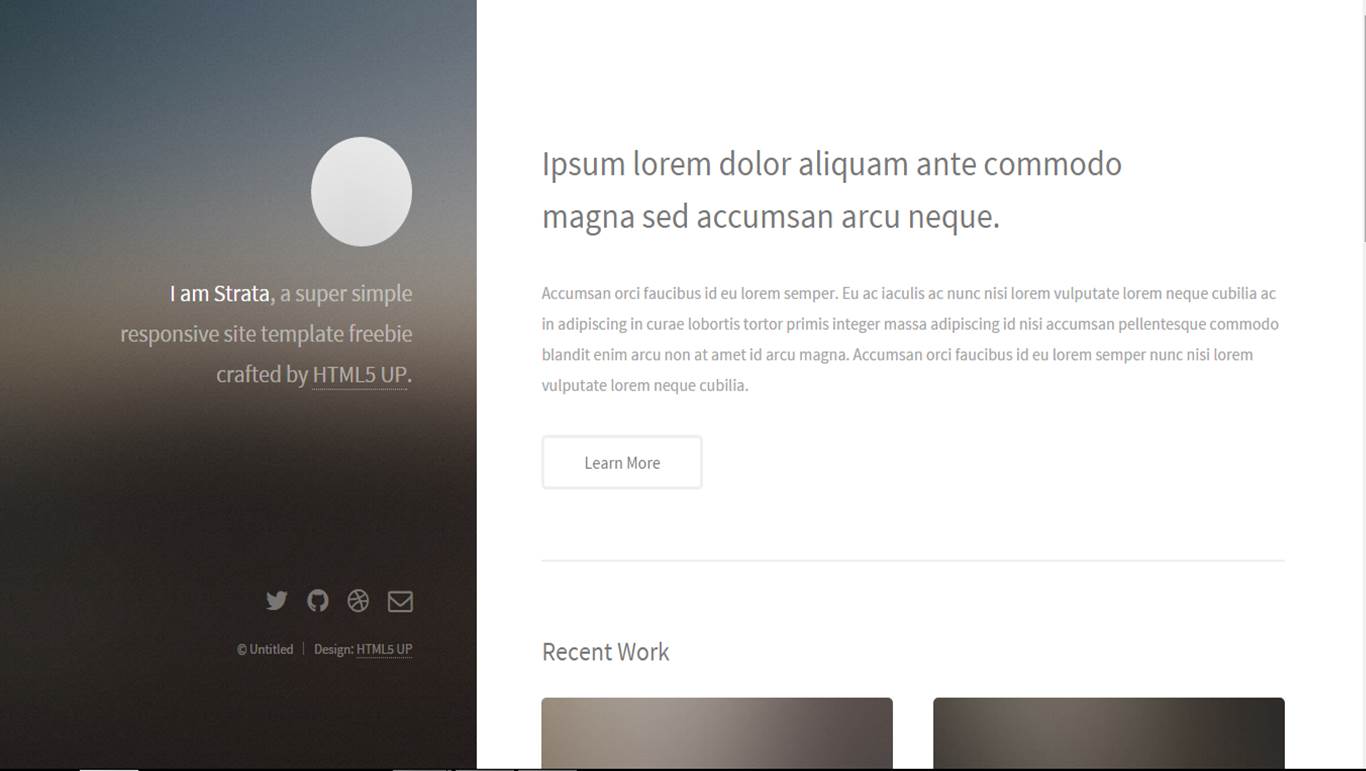 I am Strata, a super simple
responsive site template freebie
crafted by HTML5 UP.
© Untitled | Design: HTML5 UP
Ipsum lorem dolor aliquam ante commodo
magna sed accumsan arcu neque.
Accumsan orci faucibus id eu lorem semper. Eu ac iaculis ac nunc nisi lorem vulputate lorem neque cubilia ac
in adipiscing in curae lobortis tortor primis integer massa adipiscing id nisi accumsan pellentesque commodo
blandit enim arcu non at amet id arcu magna. Accumsan orci faucibus id eu lorem semper nunc nisi lorem
vulputate lorem neque cubilia.
Learn More
Recent Work